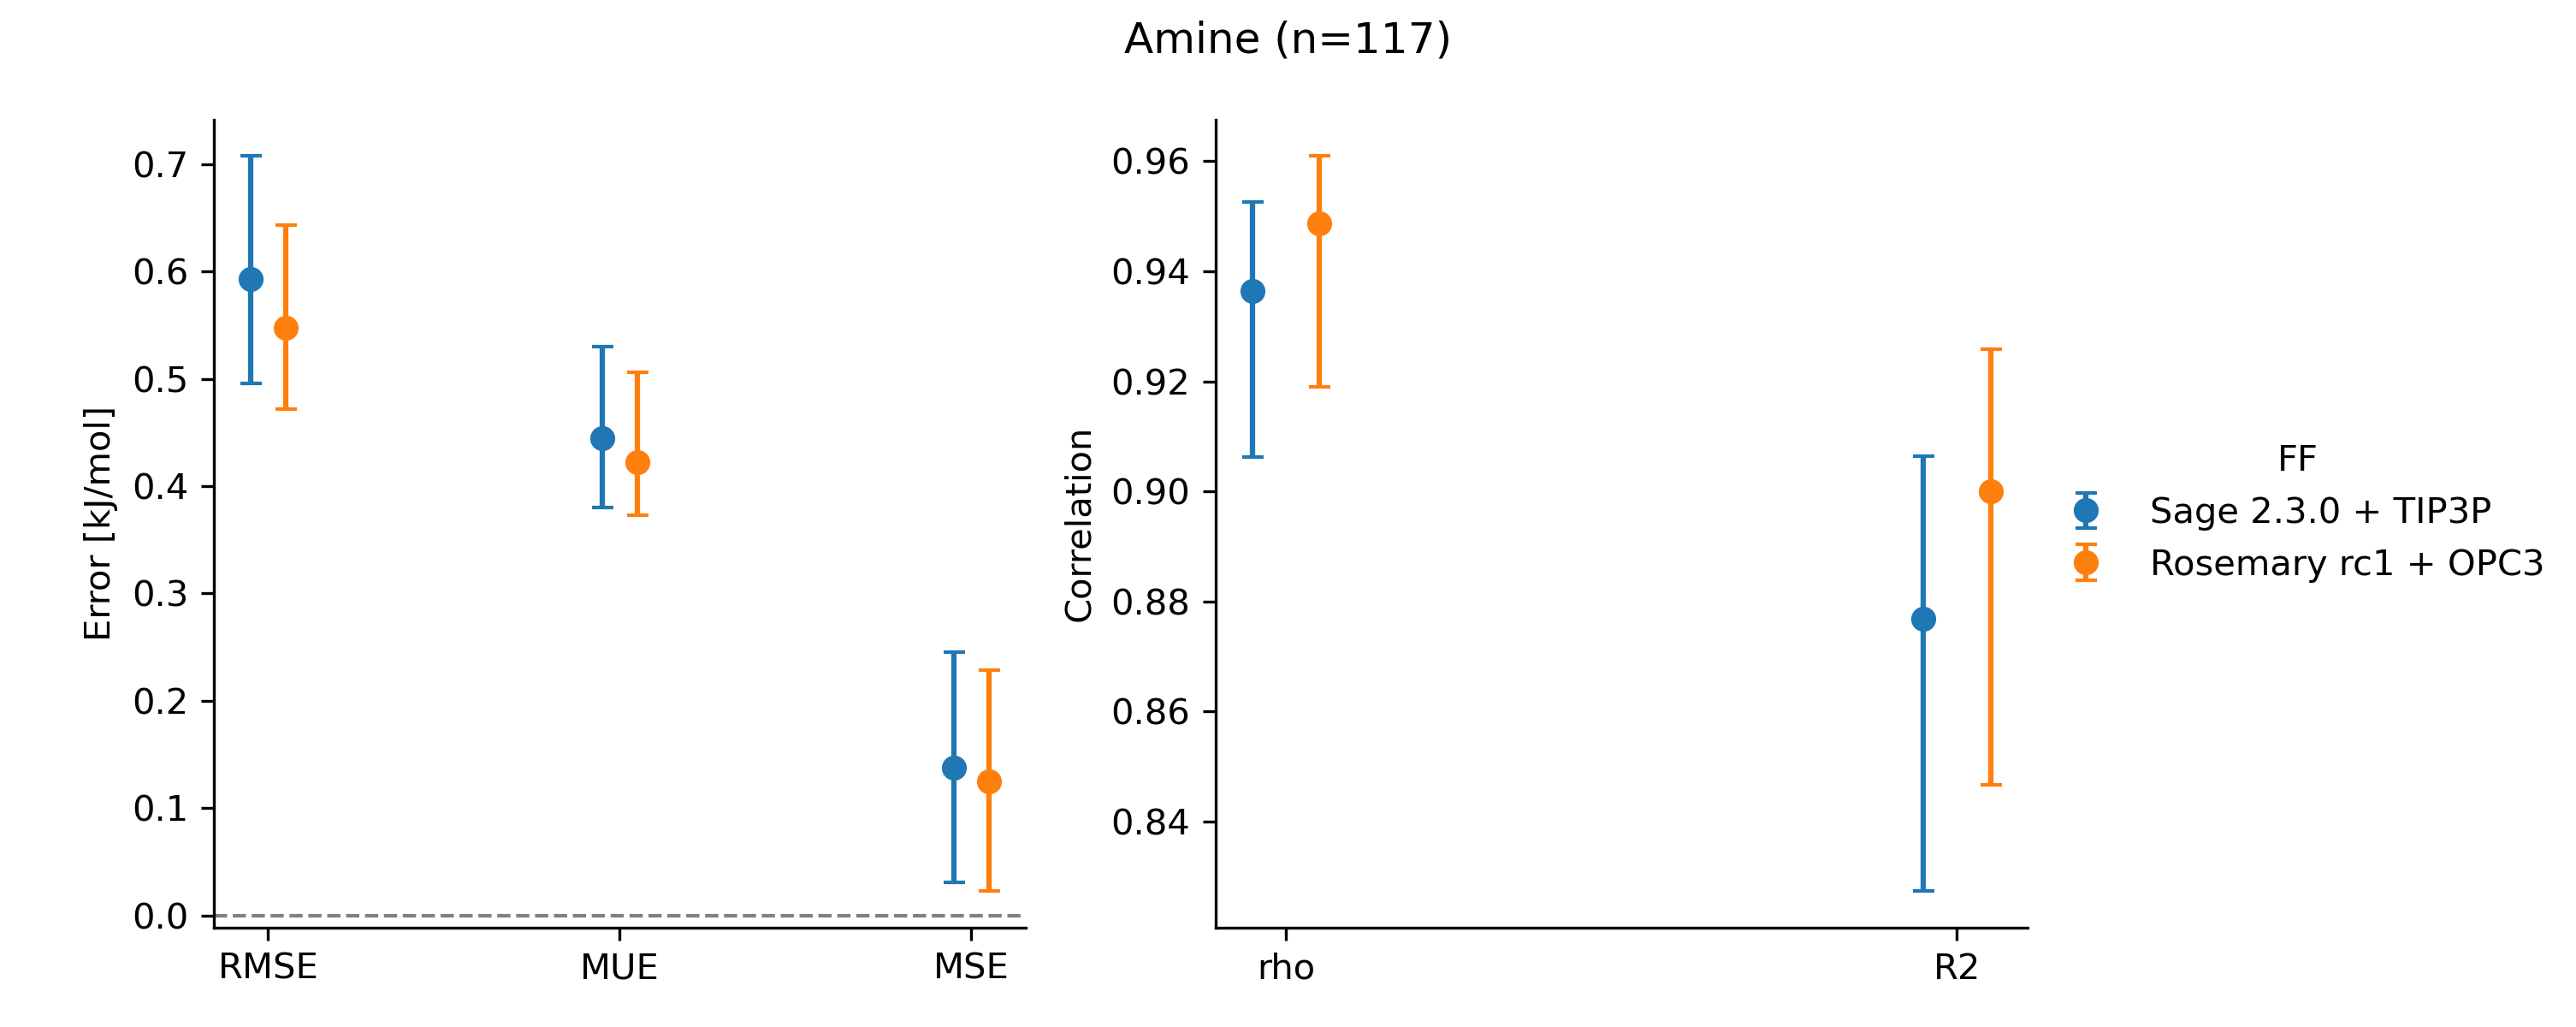 Amine (n=117)
Error [kJ/mol]
0.7
0.6
0.5
0.4
0.3
0.2
0.1
0.0
RMSE MUE MSE
Correlation
0.96
0.94
0.92
0.90
0.88
0.86
0.84
rho R2
FF
Sage 2.3.0 + TIP3P
Rosemary rc1 + OPC3